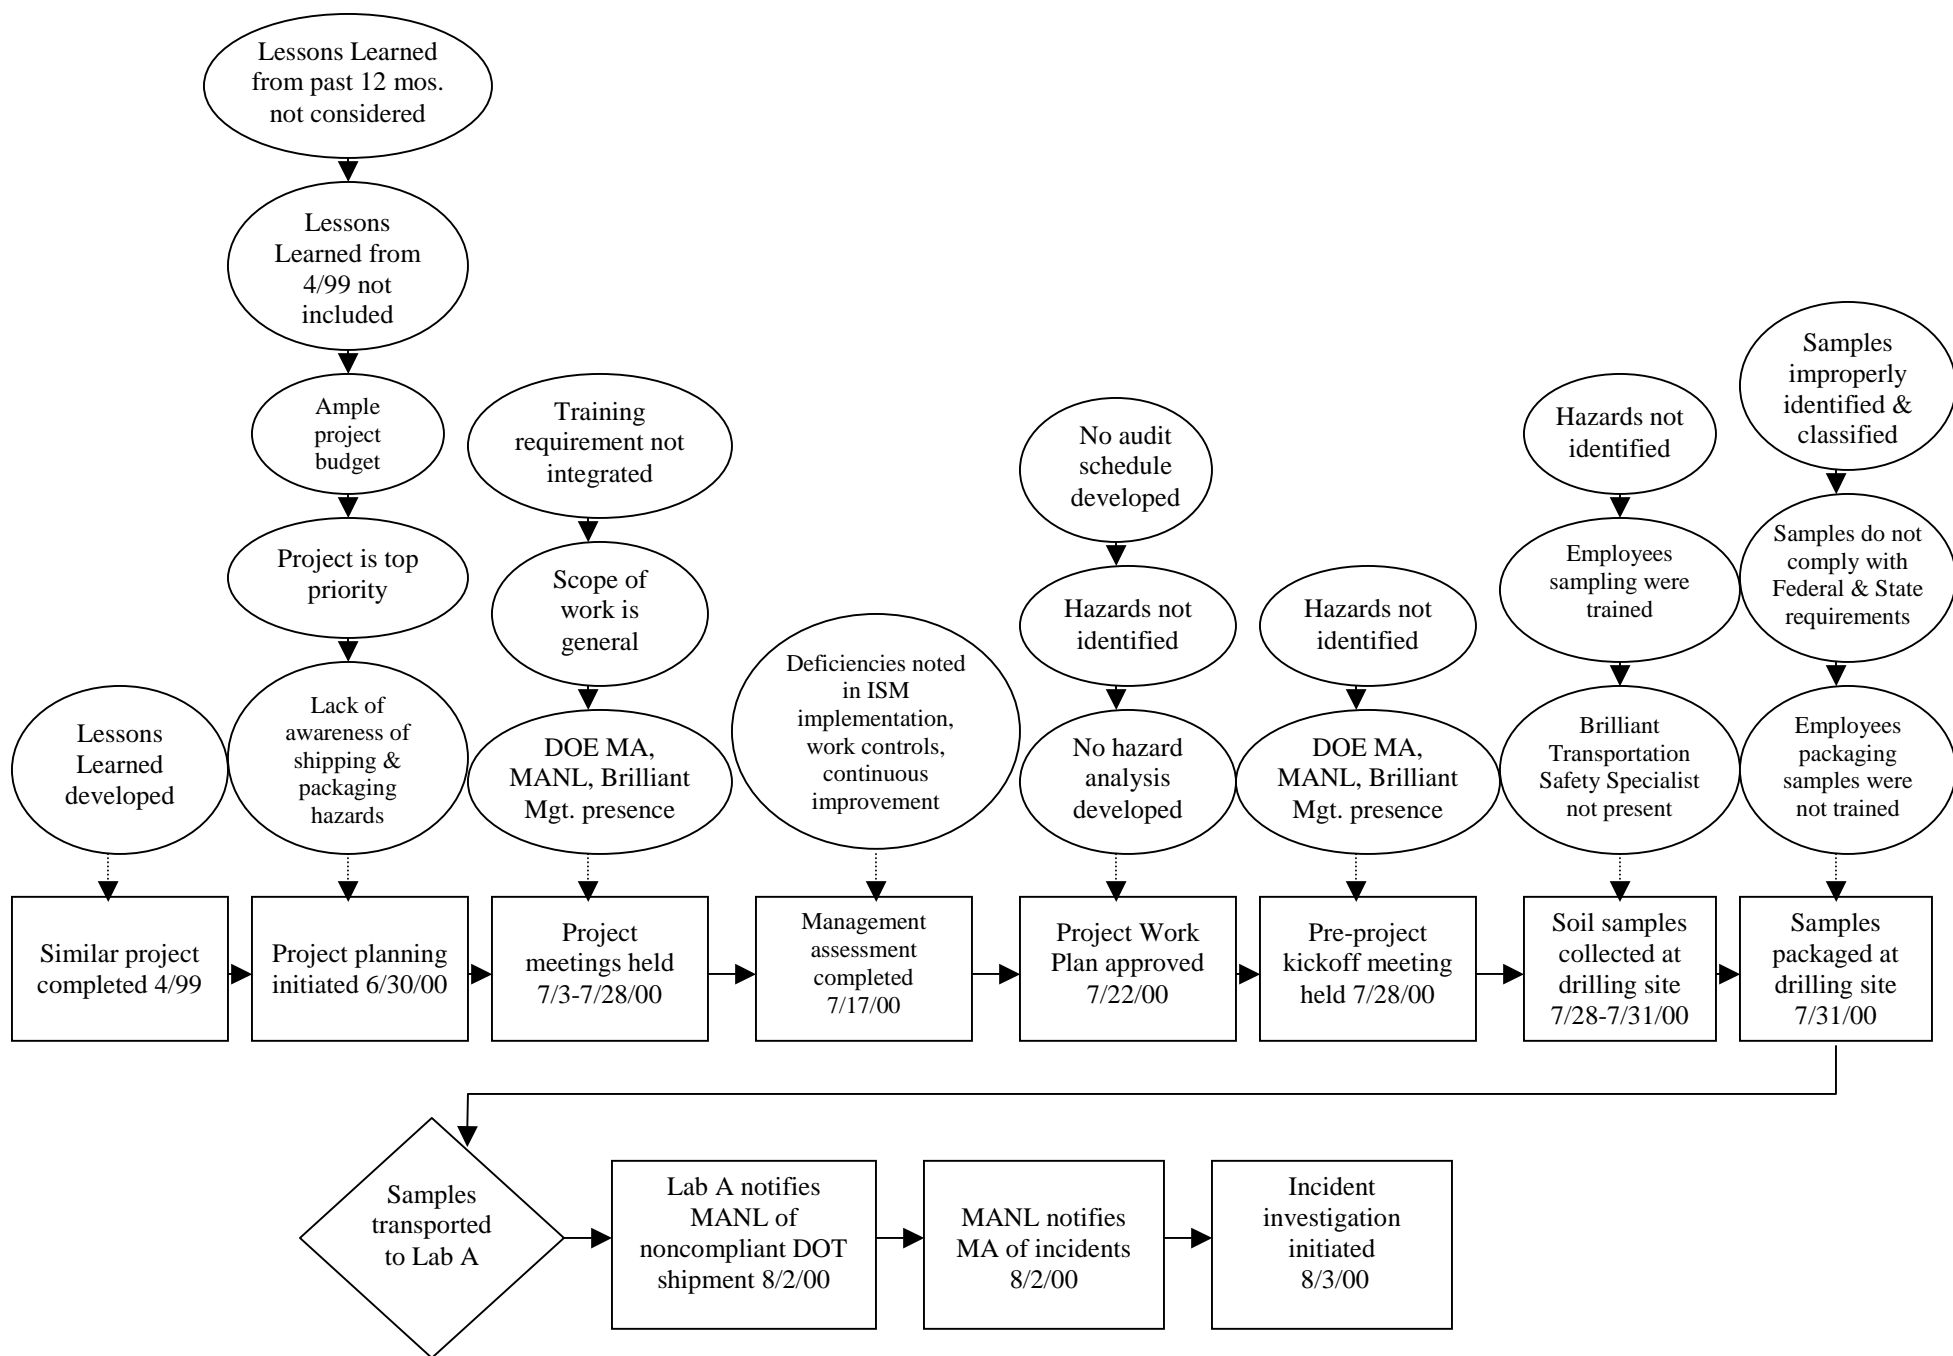 Lessons Learned
from past 12 mos.
not considered
Lessons
Learned from
4/99 not
included
Ample
project
budget
Project is top
priority
Lack of
awareness of
shipping &
packaging
hazards
Lessons
Learned
developed
Training
requirement not
integrated
Scope of
work is
general
DOE MA,
MANL, Brilliant
Mgt. presence
Deficiencies noted
in ISM
implementation,
work controls,
continuous
improvement
No audit
schedule
developed
Hazards not
identified
No hazard
analysis
developed
Hazards not
identified
DOE MA,
MANL, Brilliant
Mgt. presence
Hazards not
identified
Employees
sampling were
trained
Brilliant
Transportation
Safety Specialist
not present
Samples
improperly
identified &
classified
Samples do not
comply with
Federal & State
requirements
Employees
packaging
samples were
not trained
Similar project
completed 4/99
Project planning
initiated 6/30/00
Project
meetings held
7/3-7/28/00
Management
assessment
completed
7/17/00
Project Work
Plan approved
7/22/00
Pre-project
kickoff meeting
held 7/28/00
Soil samples
collected at
drilling site
7/28-7/31/00
Samples
packaged at
drilling site
7/31/00
Samples
transported
to Lab A
Lab A notifies
MANL of
noncompliant DOT
shipment 8/2/00
MANL notifies
MA of incidents
8/2/00
Incident
investigation
initiated
8/3/00